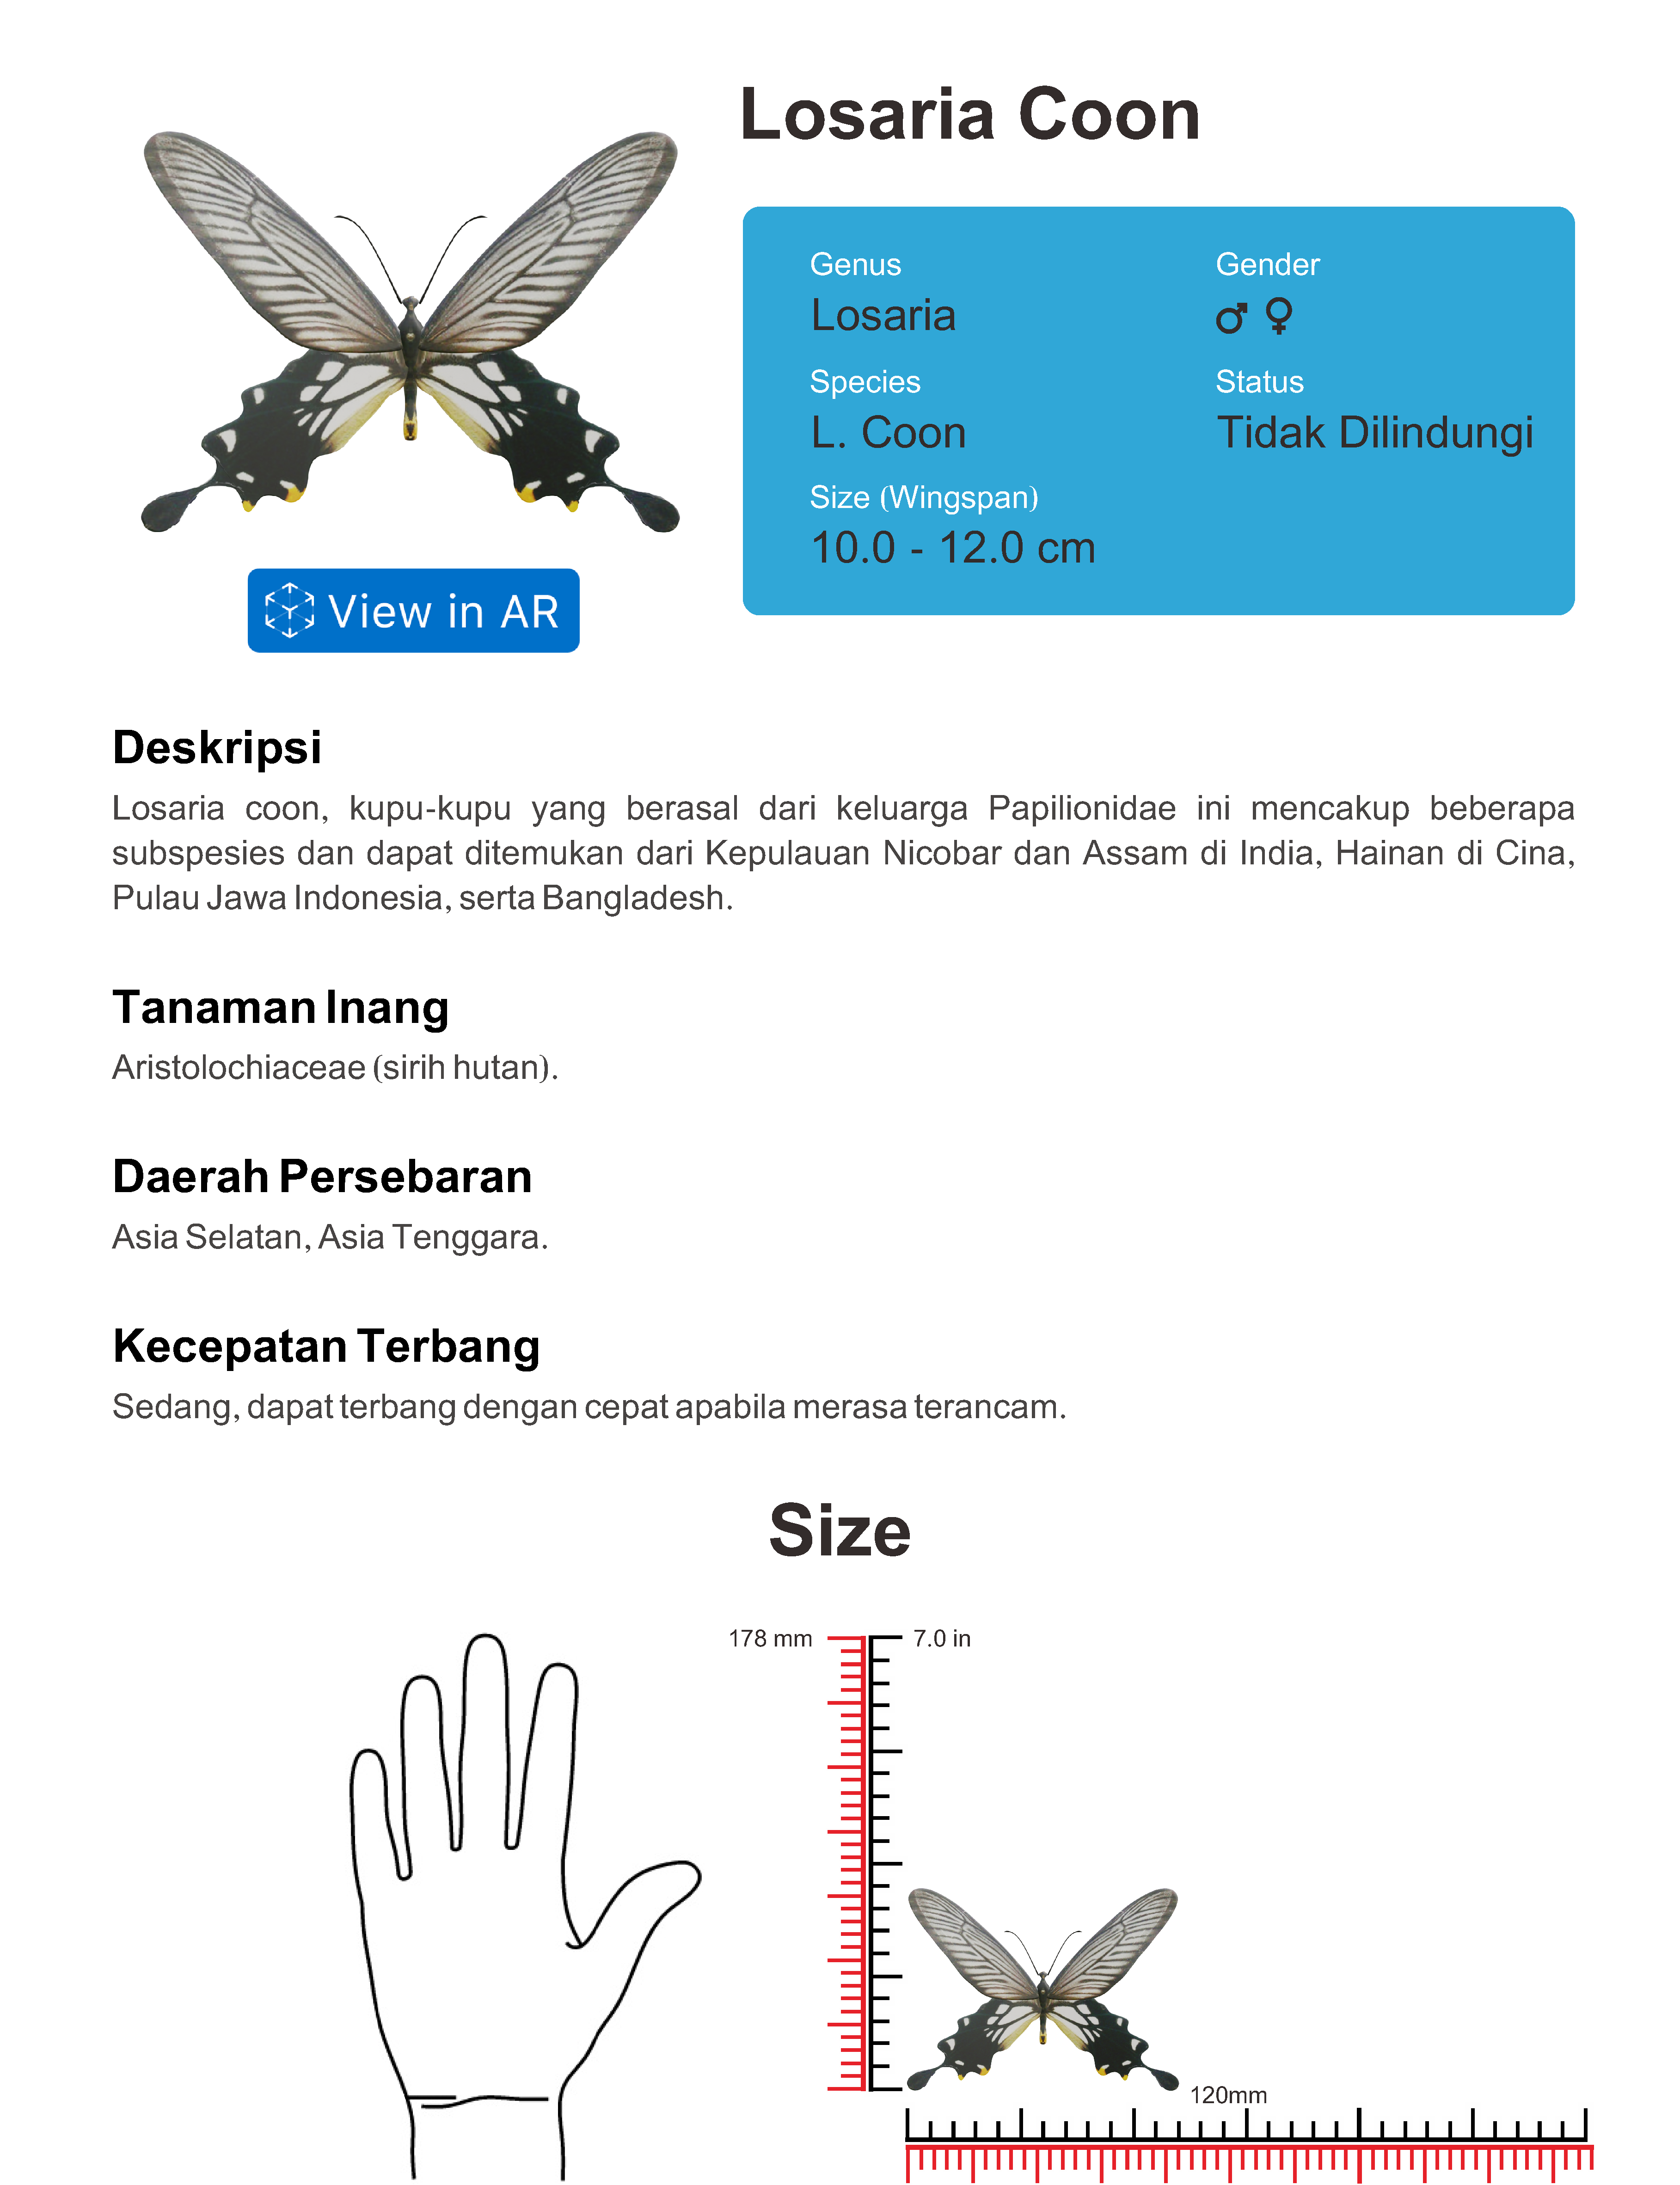 Losaria Coon
Genus
Losaria
Gender
♂ ♀
Species
L. Coon
Status
Tidak Dilindungi
Size (Wingspan)
10.0 - 12.0 cm
View in AR
Deskripsi
Losaria coon, kupu-kupu yang berasal dari keluarga Papilionidae ini mencakup beberapa
subspesies dan dapat ditemukan dari Kepulauan Nicobar dan Assam di India, Hainan di Cina,
Pulau Jawa Indonesia, serta Bangladesh.
Tanaman Inang
Aristolochiaceae (sirih hutan).
Daerah Persebaran
Asia Selatan, Asia Tenggara.
Kecepatan Terbang
Sedang, dapat terbang dengan cepat apabila merasa terancam.
Size
178 mm
7.0 in
120mm